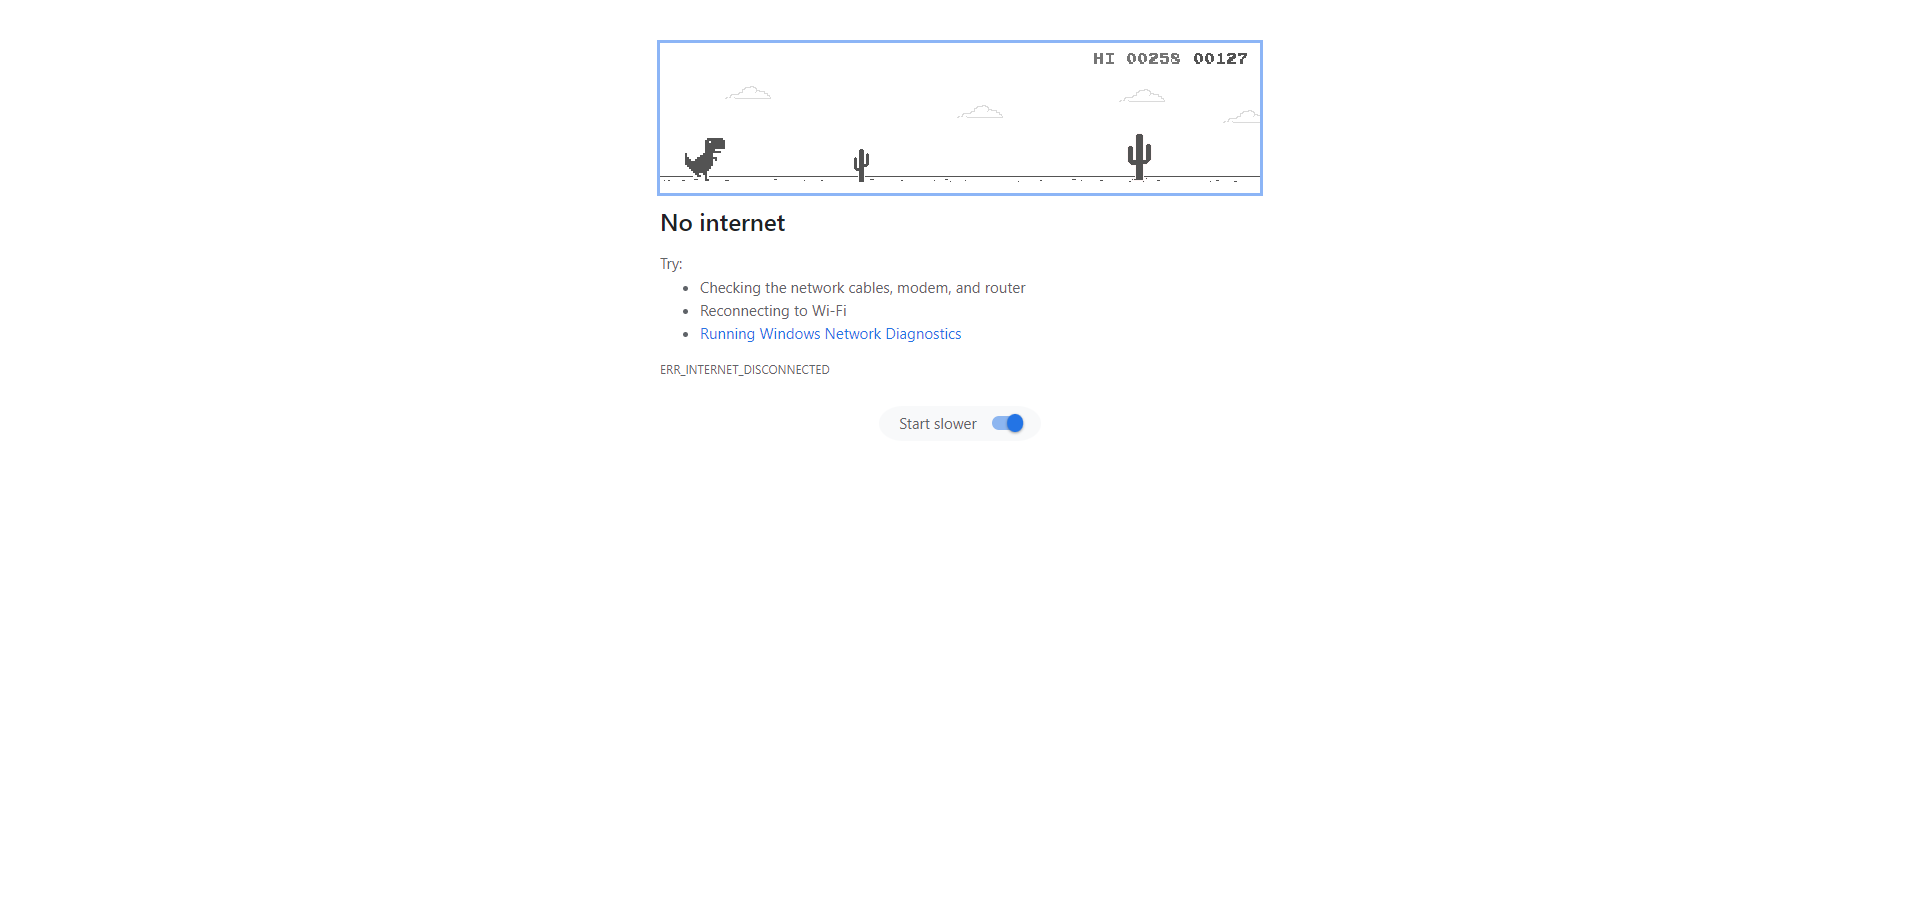 HI 00258 00127
No internet
Try:
Checking the network cables, modem, and router
Reconnecting to Wi-Fi
Running Windows Network Diagnostics
ERR_INTERNET_DISCONNECTED
Start slower